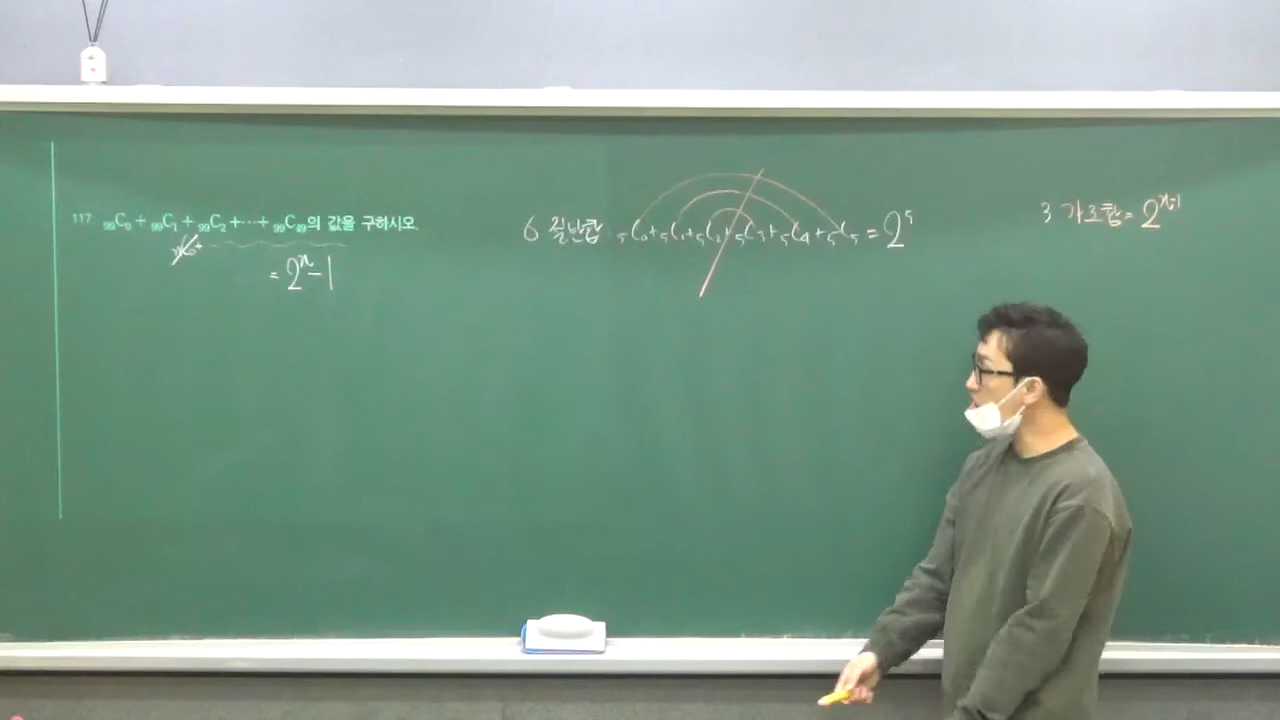 117 ₉₉C₀ + ₉₉C₁ + ₉₉C₂ + ⋯ + ₉₉C₄₉의 값을 구하시오.
ₙC₀+
= 2ⁿ - 1
6 절반합 : ₅C₀+₅C₁+₅C₂+₅C₃+₅C₄+₅C₅ = 2⁵
3 가로합 = 2ⁿ⁻¹